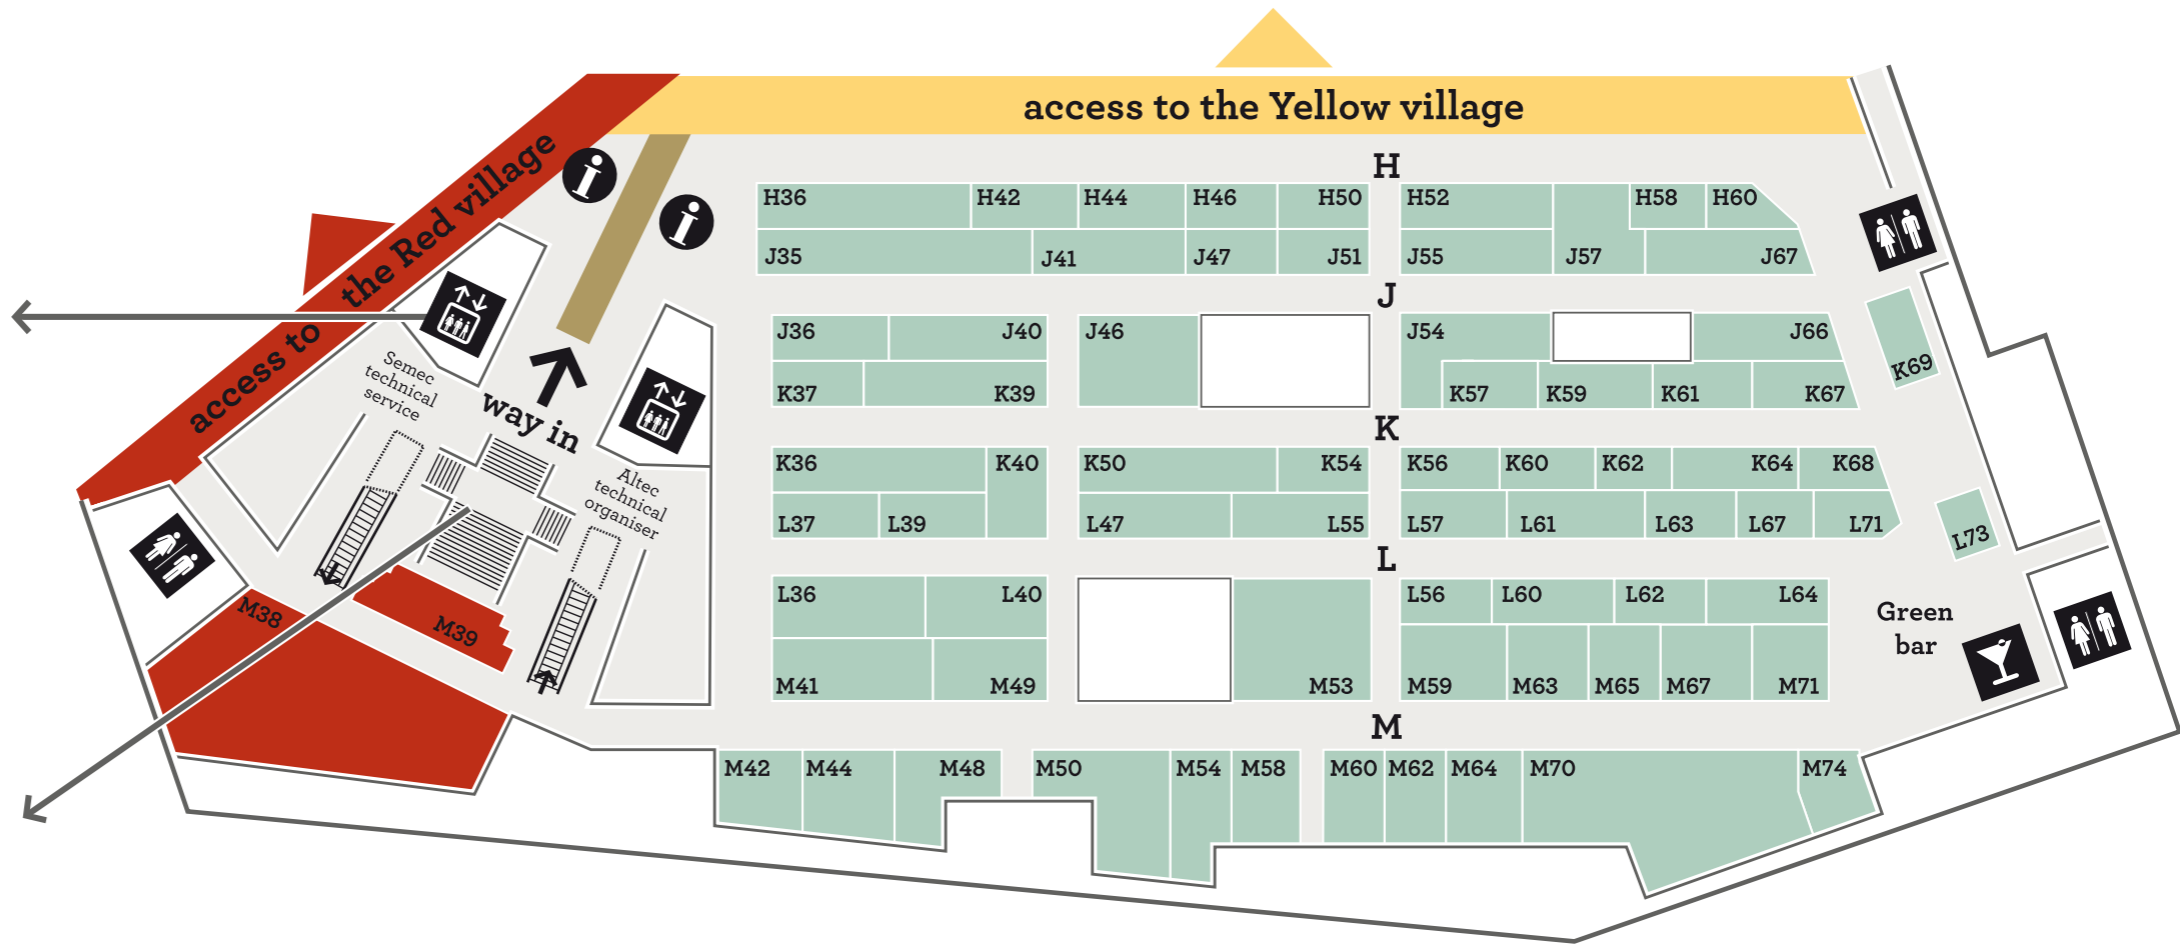 access to the Yellow village
access to the Red village
H
H36 H42 H44 H46 H50 H52 H58 H60
J35 J41 J47 J51 J55 J57 J67
J
J36 J40 J46 J54 J66
K37 K39 K57 K59 K61 K67
K69
K
K36 K40 K50 K54 K56 K60 K62 K64 K68
L37 L39 L47 L55 L57 L61 L63 L67 L71
L73
L
L36 L40 L56 L60 L62 L64
M41 M49 M53 M59 M63 M65 M67 M71
M
M42 M44 M48 M50 M54 M58 M60 M62 M64 M70 M74
i
i
Semec
technical
service
way in
Altec
technical
organiser
M38
M39
Green
bar